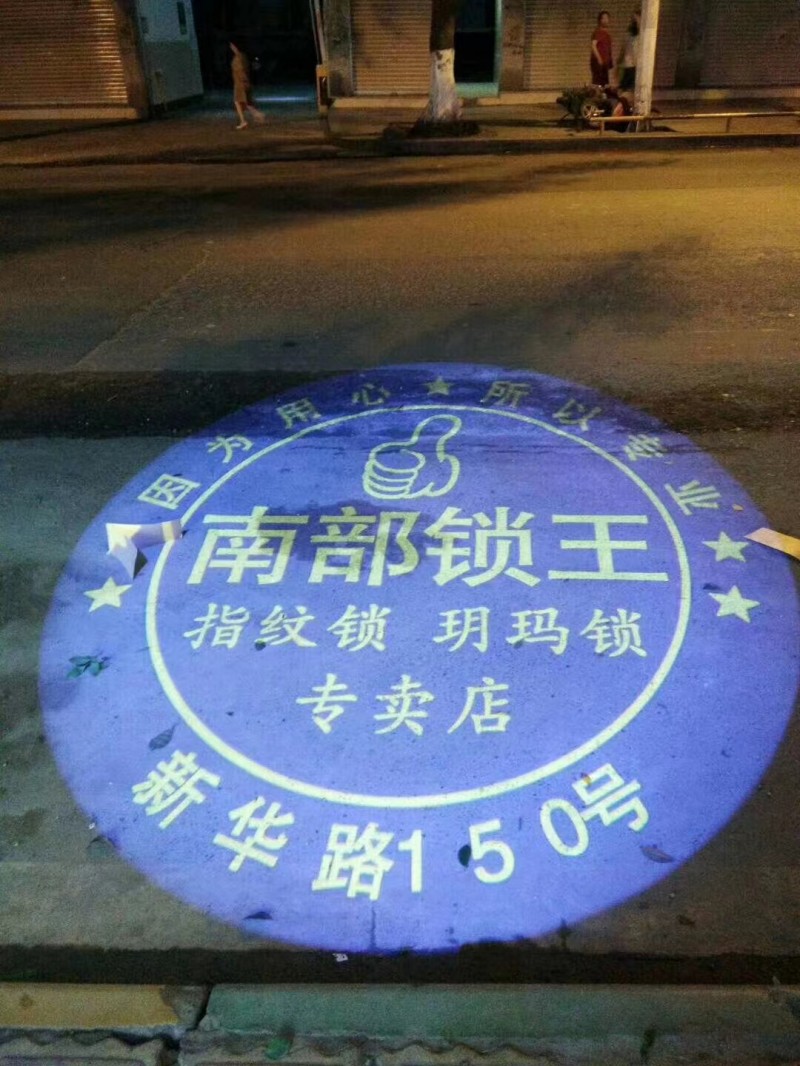 因为用心★所以专业
南部锁王
指纹锁 玥玛锁
专卖店
新华路150号